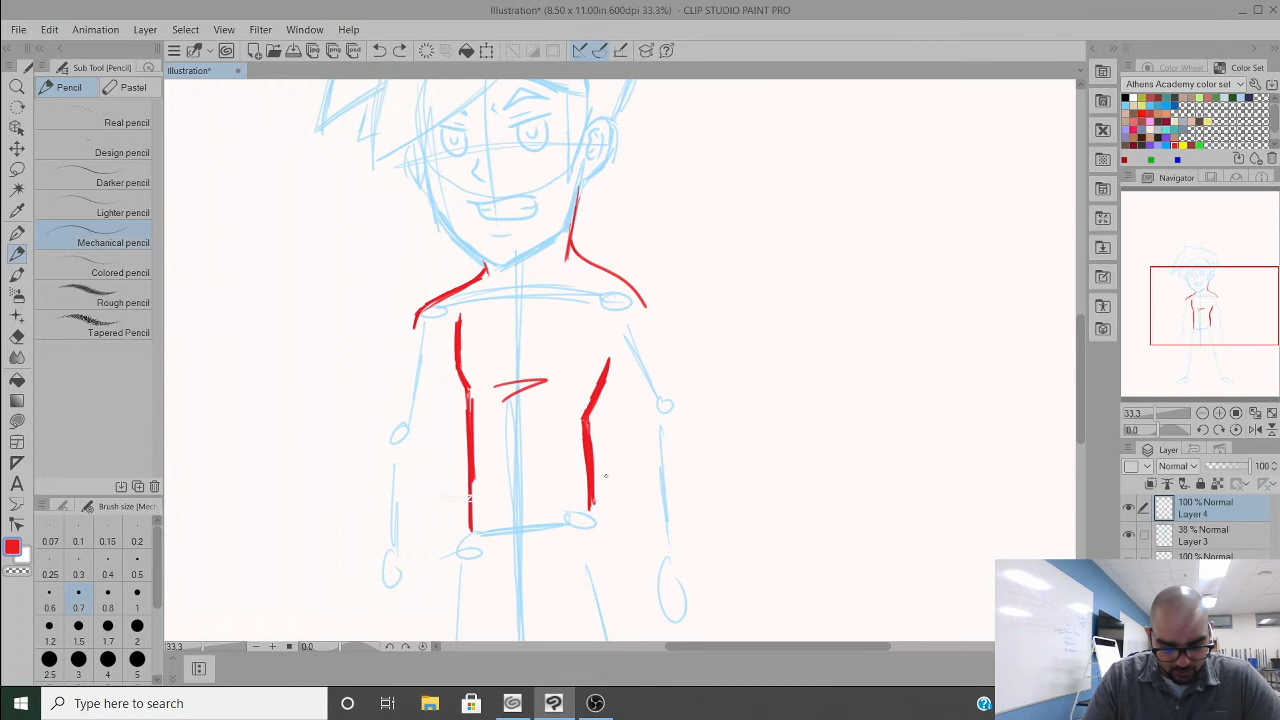 Illustration* (8.50 x 11.00in 600dpi 33.3%) - CLIP STUDIO PAINT PRO
File Edit Animation Layer Select View Filter Window Help
Sub Tool [Pencil]
Illustration*
Pencil Pastel
Real pencil
Design pencil
Darker pencil
Lighter pencil
Mechanical pencil
Colored pencil
Rough pencil
Tapered Pencil
Brush size [Mech
0.07 0.1 0.15 0.2
0.25 0.3 0.4 0.5
0.6 0.7 0.8 1
1.2 1.5 1.7 2
2.5 3 4 5
33.3 0.0
Color Wheel Color Set
Athens Academy color set
Navigator
33.3
0.0
Layer
Normal 100
100 % Normal
Layer 4
38 % Normal
Layer 3
100 % Normal
Type here to search